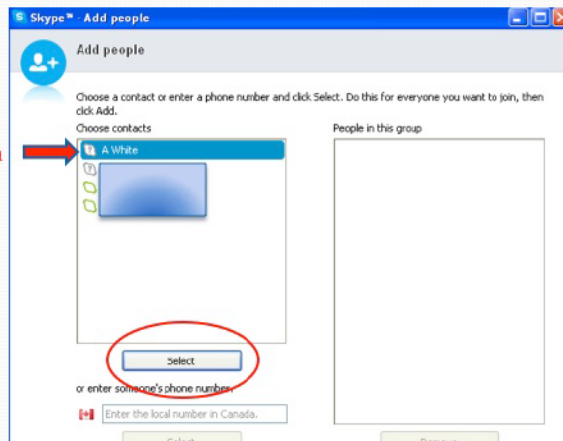 Skype™ - Add people
Add people
Choose a contact or enter a phone number and click Select. Do this for everyone you want to join, then
click Add.
Choose contacts
People in this group
A White
Select
or enter someone's phone number.
Enter the local number in Canada.
Select
Remove